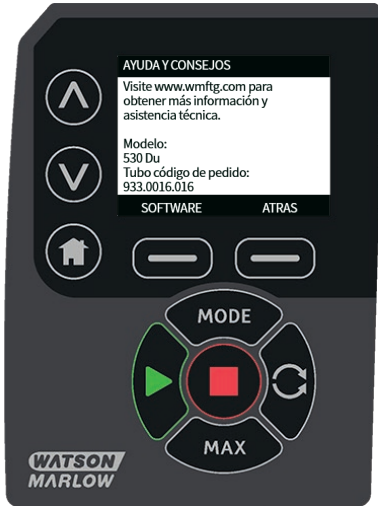 AYUDA Y CONSEJOS
Visite www.wmftg.com para
obtener más información y
asistencia técnica.
Modelo:
530 Du
Tubo código de pedido:
933.0016.016
SOFTWARE ATRAS
MODE
MAX
WATSON
MARLOW